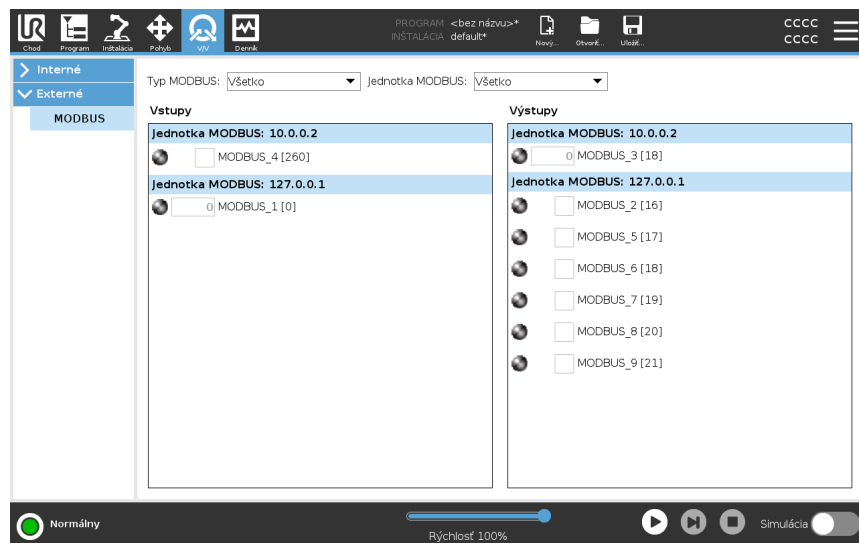 PROGRAM <bez názvu>*
INŠTALÁCIA default*
CCCC
CCCC
Chod Program Inštalácia Pohyb V/V Denník Nový... Otvoriť... Uložiť...
Interné
Externé
MODBUS
Typ MODBUS: Všetko Jednotka MODBUS: Všetko
Vstupy
Jednotka MODBUS: 10.0.0.2
MODBUS_4 [260]
Jednotka MODBUS: 127.0.0.1
0 MODBUS_1 [0]
Výstupy
Jednotka MODBUS: 10.0.0.2
0 MODBUS_3 [18]
Jednotka MODBUS: 127.0.0.1
MODBUS_2 [16]
MODBUS_5 [17]
MODBUS_6 [18]
MODBUS_7 [19]
MODBUS_8 [20]
MODBUS_9 [21]
Normálny
Rýchlosť 100%
Simulácia